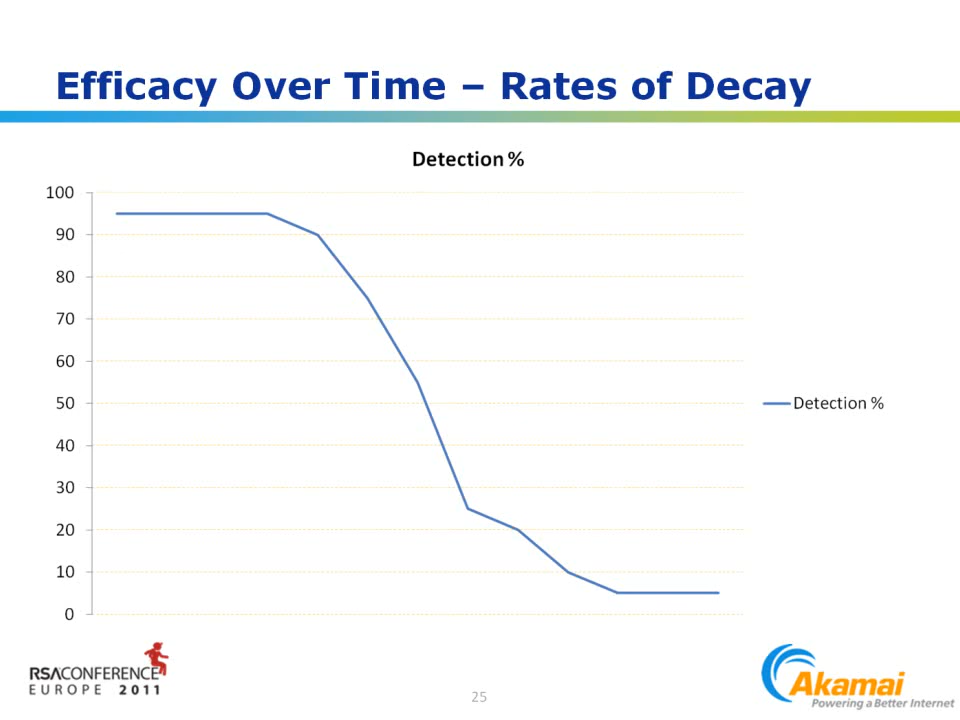 Efficacy Over Time – Rates of Decay
Detection %
100
90
80
70
60
50
40
30
20
10
0
Detection %
RSACONFERENCE
EUROPE 2011
25
Akamai
Powering a Better Internet